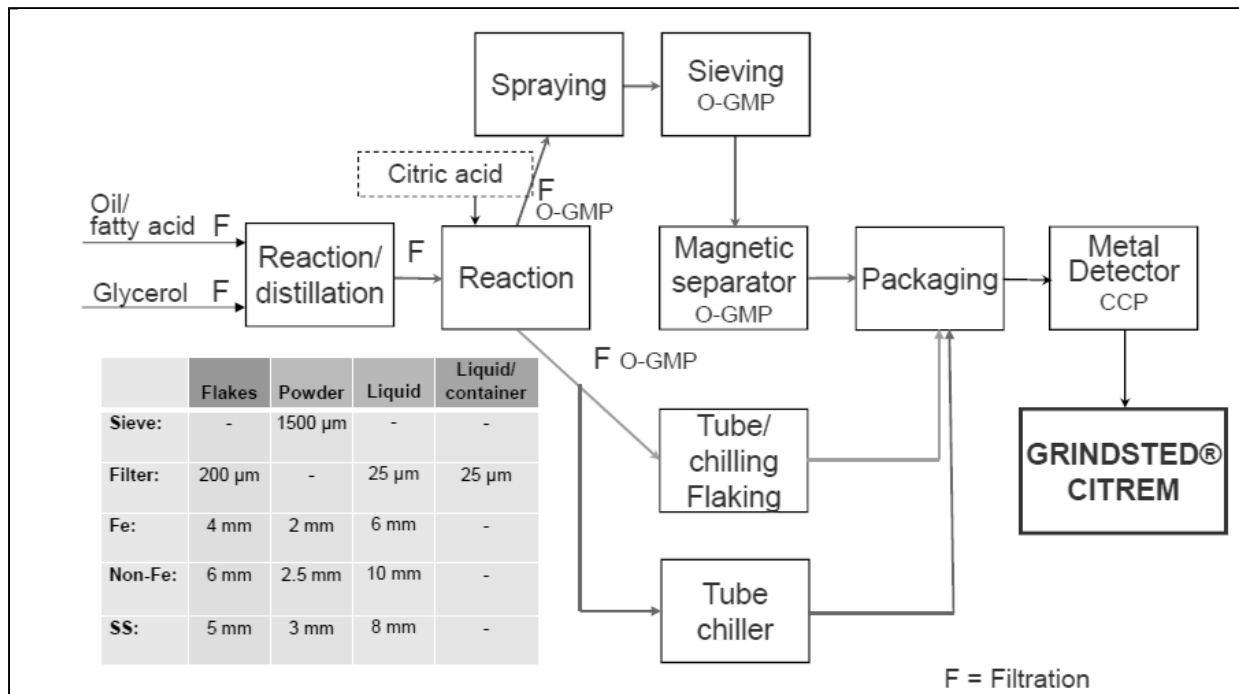 Spraying
Sieving
O-GMP
Citric acid
F
O-GMP
Oil/
fatty acid F
Glycerol F
Reaction/
distillation
F
Reaction
Magnetic
separator
O-GMP
Packaging
Metal
Detector
CCP
F O-GMP
Flakes Powder Liquid Liquid/
container
Sieve: - 1500 µm - -
Filter: 200 µm - 25 µm 25 µm
Fe: 4 mm 2 mm 6 mm -
Non-Fe: 6 mm 2.5 mm 10 mm -
SS: 5 mm 3 mm 8 mm -
Tube/
chilling
Flaking
GRINDSTED®
CITREM
Tube
chiller
F = Filtration